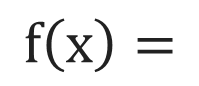 f(x) =